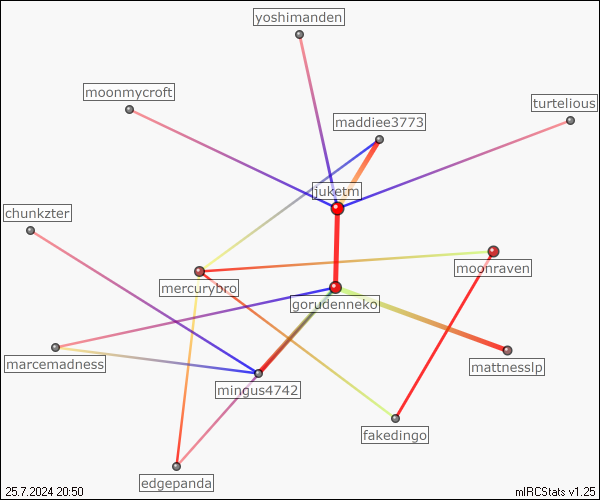 yoshimanden
moonmycroft
turtelious
maddiee3773
juketm
chunkzter
moonraven
mercurybro
gorudenneko
marcemadness
mattnesslp
mingus4742
fakedingo
edgepanda
25.7.2024 20:50
mIRCStats v1.25